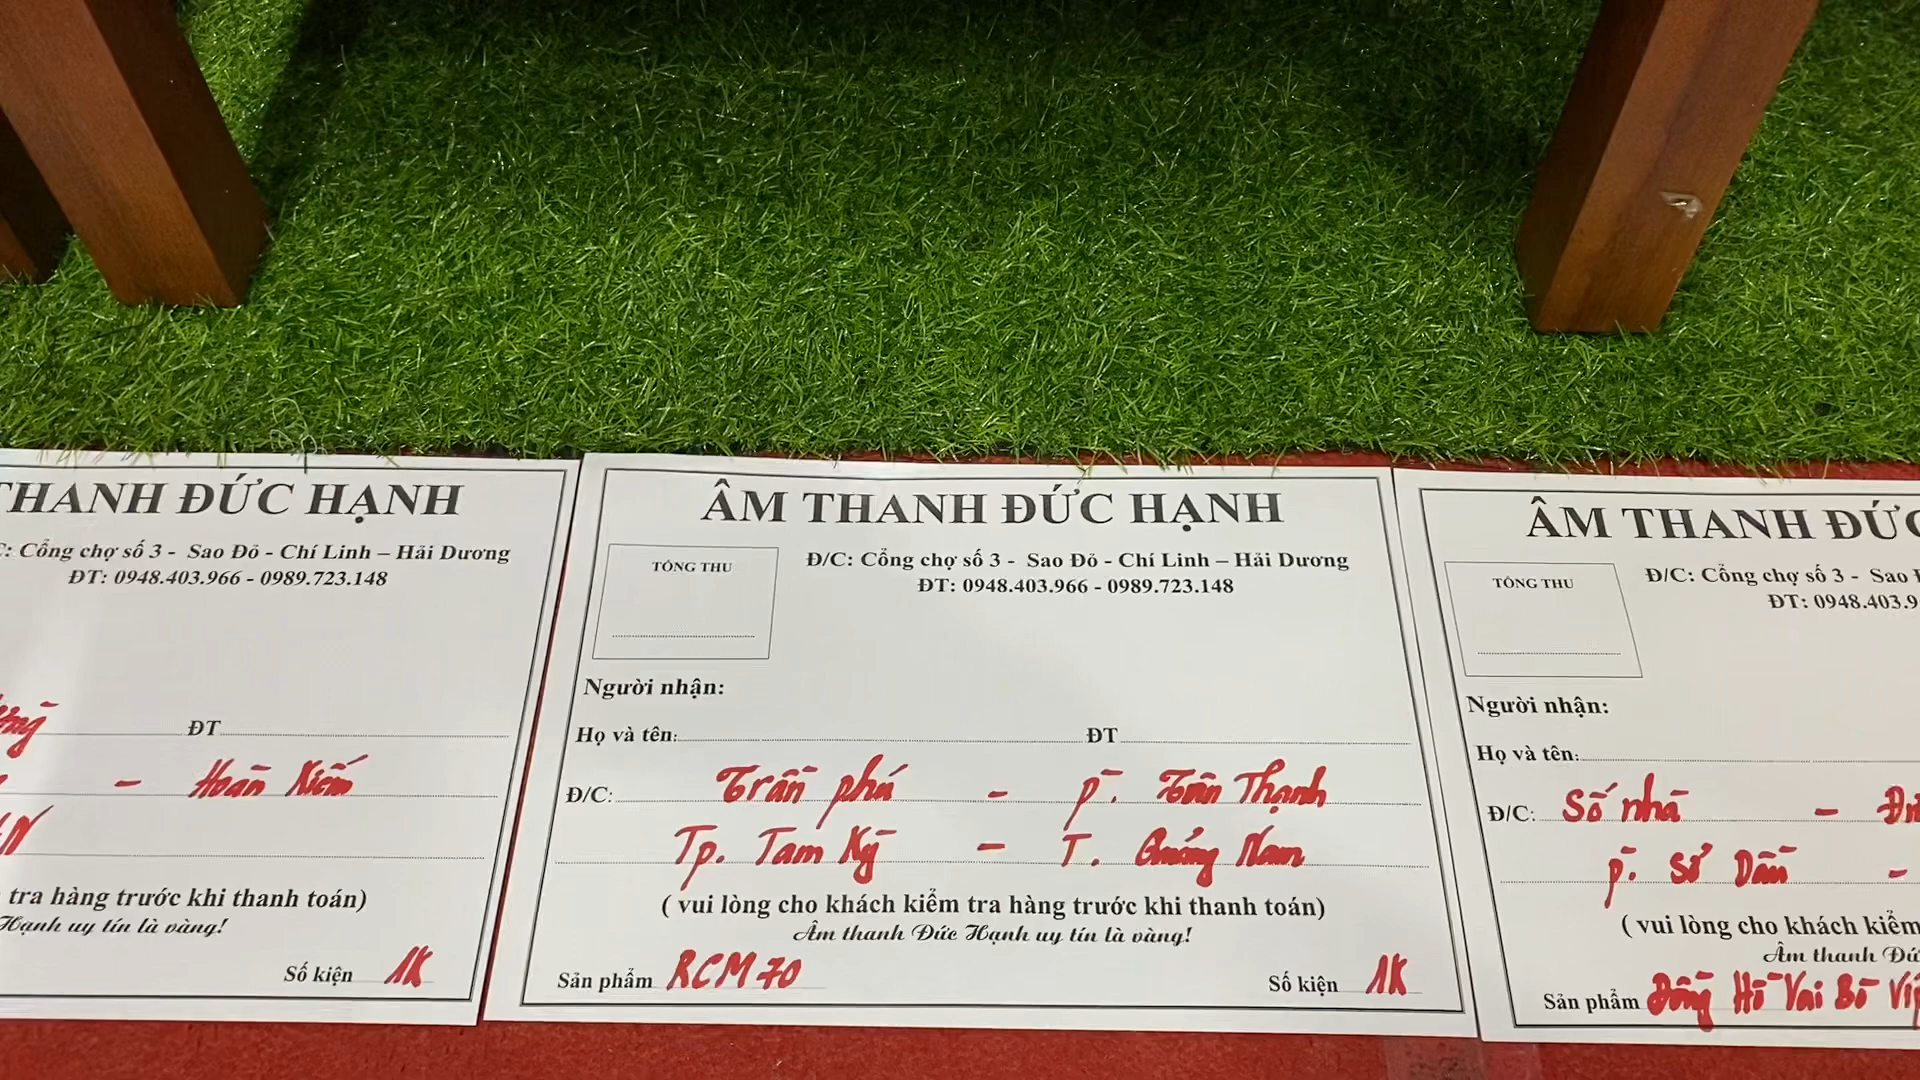 THANH ĐỨC HẠNH
C: Cổng chợ số 3 - Sao Đỏ - Chí Linh – Hải Dương
ĐT: 0948.403.966 - 0989.723.148
ĐT
- Hoàn Kiếm
tra hàng trước khi thanh toán)
Hạnh uy tín là vàng!
Số kiện 1K
ÂM THANH ĐỨC HẠNH
TỔNG THU
Đ/C: Cổng chợ số 3 - Sao Đỏ - Chí Linh – Hải Dương
ĐT: 0948.403.966 - 0989.723.148
Người nhận:
Họ và tên: ĐT
Đ/C: Trần phú - p. Tân Thạnh
Tp. Tam Kỳ - T. Quảng Nam
( vui lòng cho khách kiểm tra hàng trước khi thanh toán)
Âm thanh Đức Hạnh uy tín là vàng!
Sản phẩm RCM 70 Số kiện 1K
ÂM THANH ĐỨC
TỔNG THU
Đ/C: Cổng chợ số 3 - Sao
ĐT: 0948.403.9
Người nhận:
Họ và tên:
Đ/C: Số nhà -
p. Sở Dầu -
( vui lòng cho khách kiểm
Âm thanh Đức
Sản phẩm Đồng Hồ Vai Bò Vip